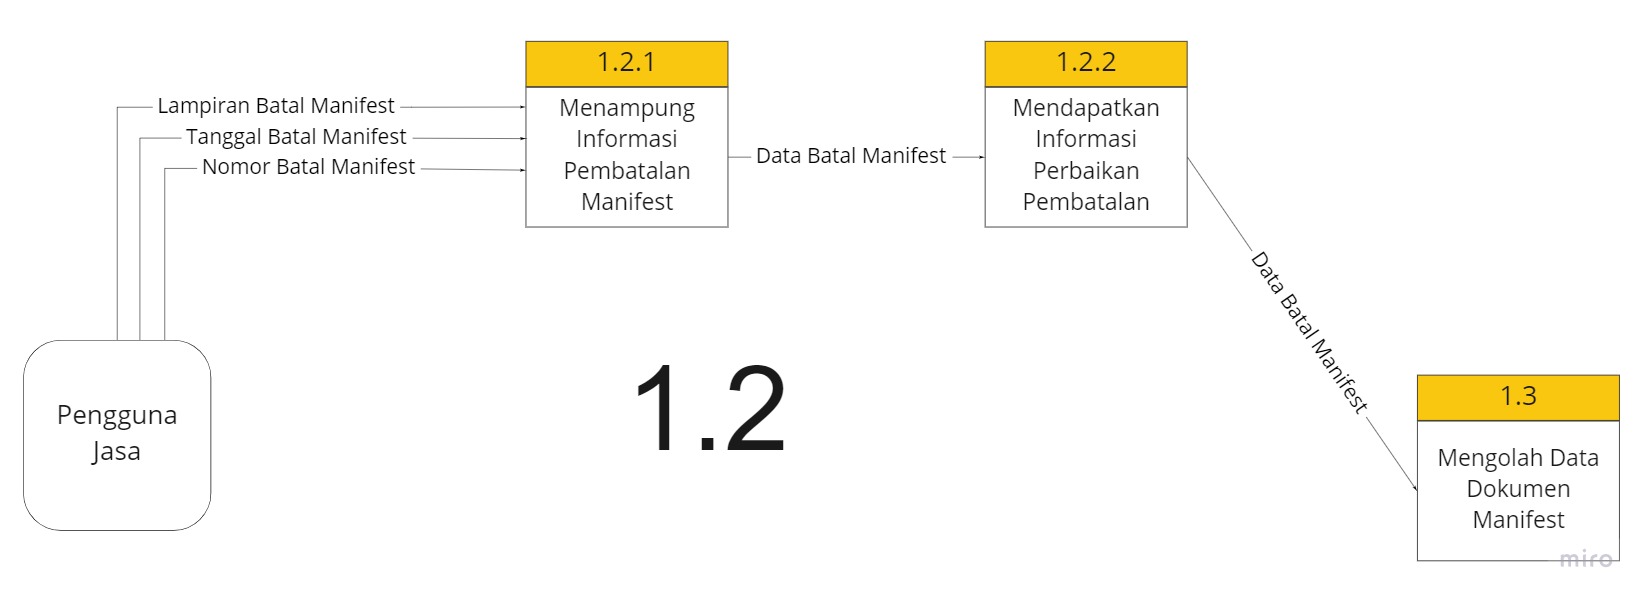 1.2.1
Menampung
Informasi
Pembatalan
Manifest
1.2.2
Mendapatkan
Informasi
Perbaikan
Pembatalan
Lampiran Batal Manifest
Tanggal Batal Manifest
Nomor Batal Manifest
Data Batal Manifest
Data Batal Manifest
Pengguna
Jasa
1.2
1.3
Mengolah Data
Dokumen
Manifest
miro